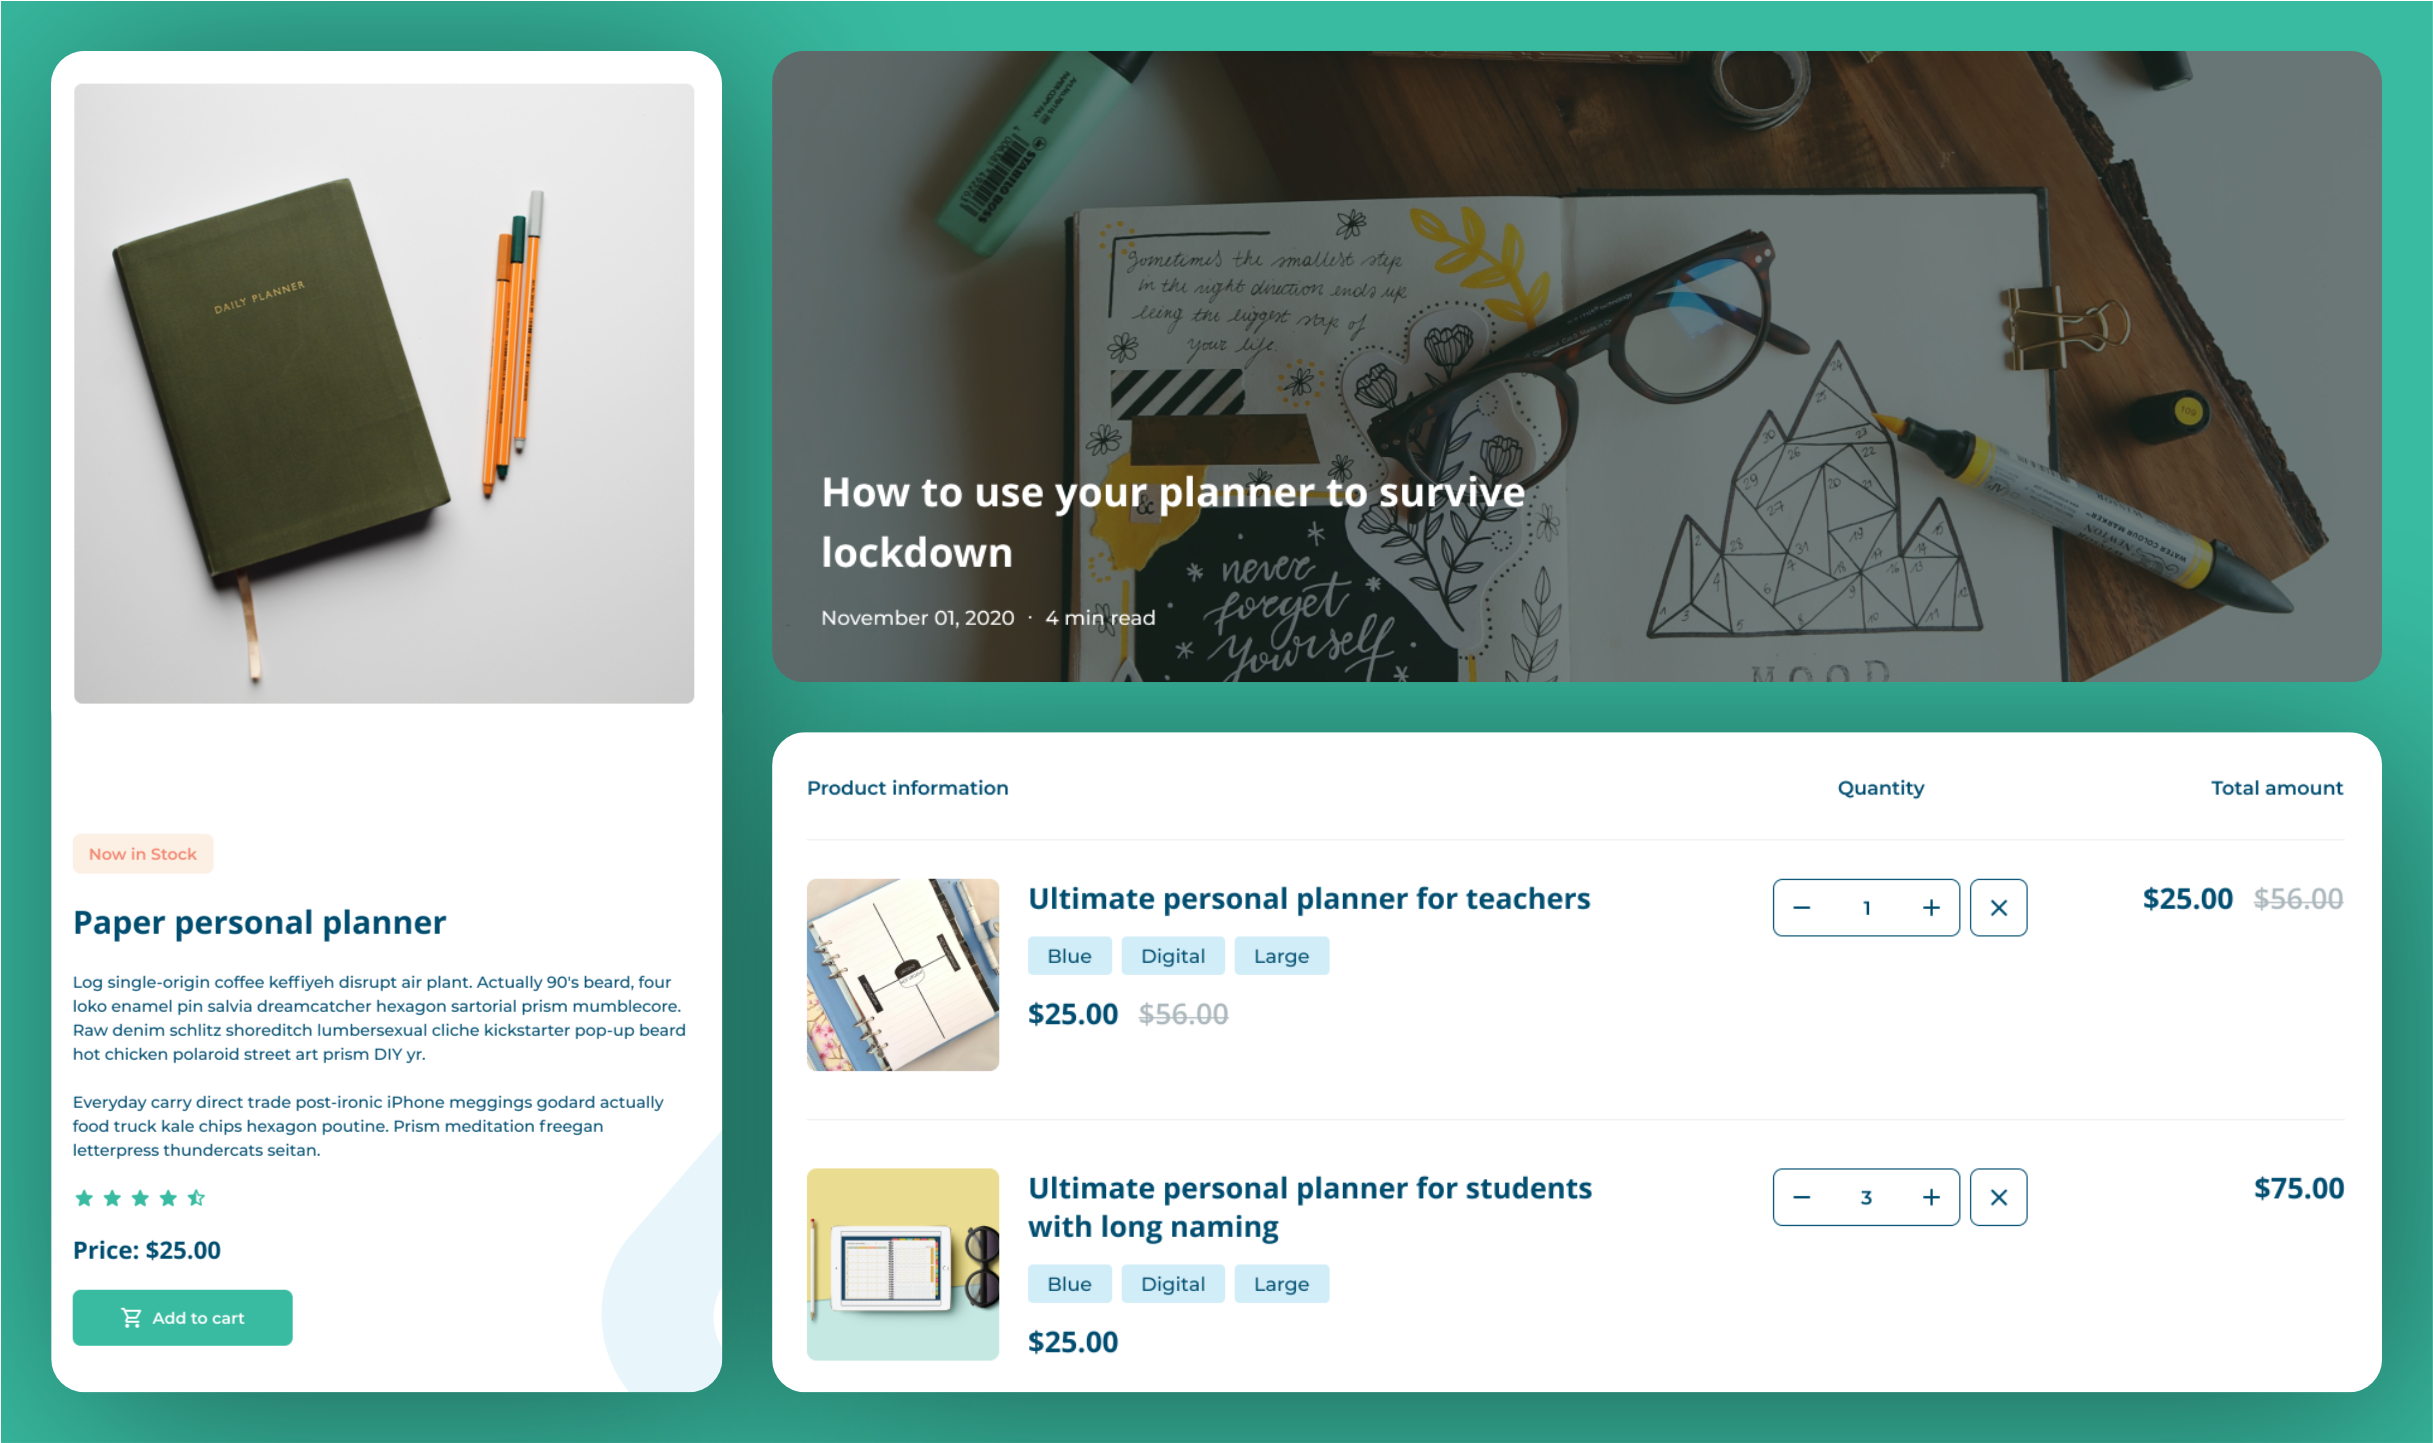 DAILY PLANNER
Now in Stock
Paper personal planner
Log single-origin coffee keffiyeh disrupt air plant. Actually 90's beard, four
loko enamel pin salvia dreamcatcher hexagon sartorial prism mumblecore.
Raw denim schlitz shoreditch lumbersexual cliche kickstarter pop-up beard
hot chicken polaroid street art prism DIY yr.
Everyday carry direct trade post-ironic iPhone meggings godard actually
food truck kale chips hexagon poutine. Prism meditation freegan
letterpress thundercats seitan.
Price: $25.00
Add to cart
STABILO BOSS
Sometimes the smallest step
in the right direction ends up
being the biggest step of
your life.
&
never
forget
yourself
MOOD
WATER COLOUR MARKER
How to use your planner to survive
lockdown
November 01, 2020 · 4 min read
Product information Quantity Total amount
Ultimate personal planner for teachers
Blue Digital Large
$25.00 $56.00
1
$25.00 $56.00
Ultimate personal planner for students
with long naming
Blue Digital Large
$25.00
3
$75.00